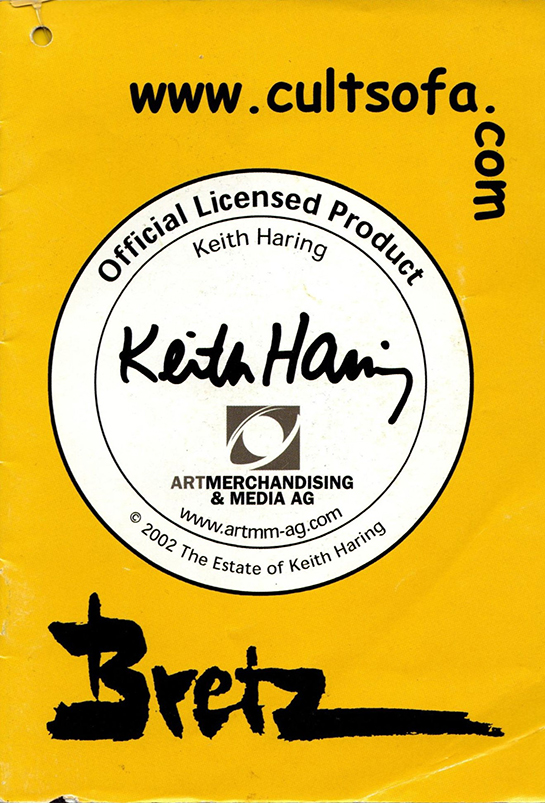 www.cultsofa.
com
Official Licensed Product
Keith Haring
Keith Haring
ARTMERCHANDISING
& MEDIA AG
www.artmm-ag.com
© 2002 The Estate of Keith Haring
Bretz